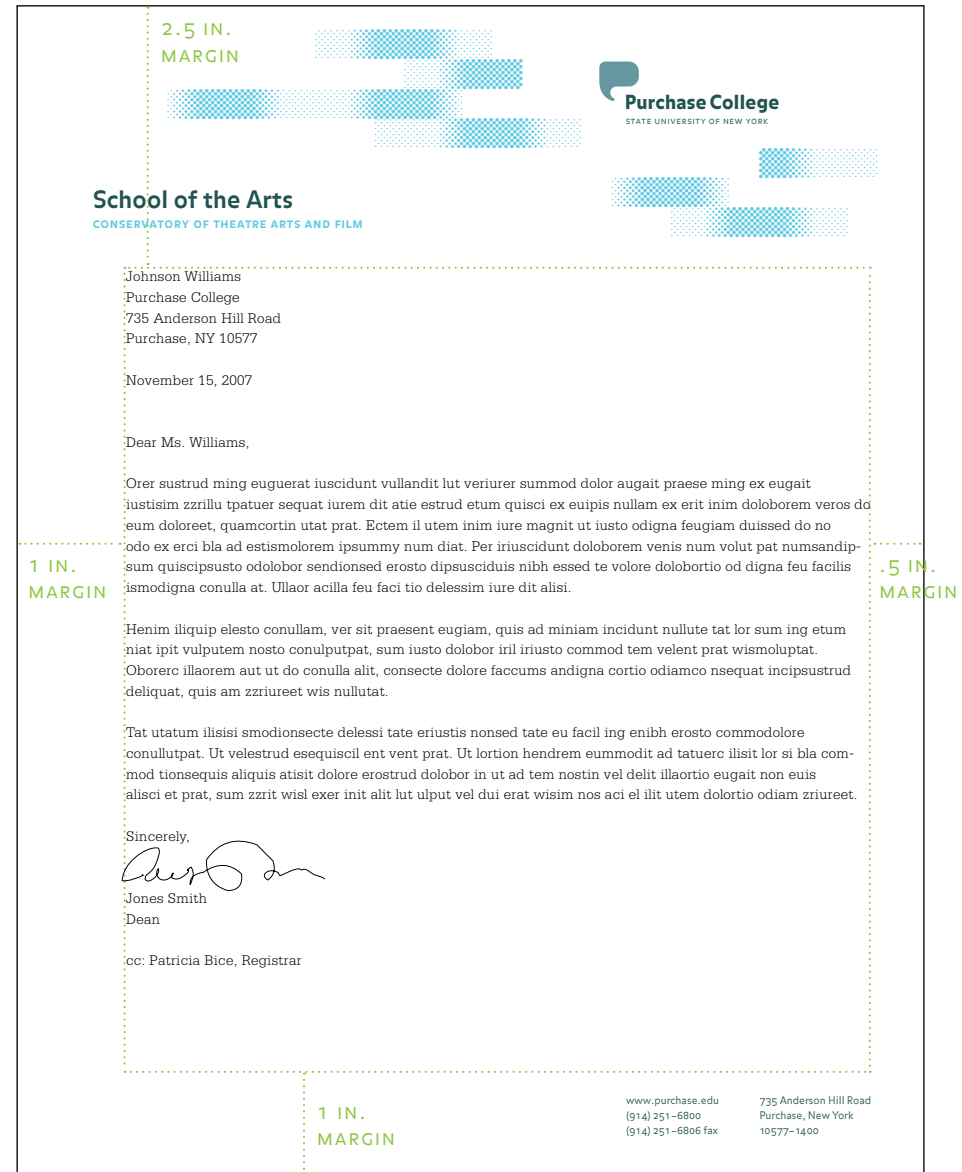 2.5 IN.
MARGIN
Purchase College
STATE UNIVERSITY OF NEW YORK
School of the Arts
CONSERVATORY OF THEATRE ARTS AND FILM
Johnson Williams
Purchase College
735 Anderson Hill Road
Purchase, NY 10577
November 15, 2007
Dear Ms. Williams,
Orer sustrud ming euguerat iuscidunt vullandit lut veriurer summod dolor augait praese ming ex eugait
iustisim zzrillu tpatuer sequat iurem dit atie estrud etum quisci ex euipis nullam ex erit inim doloborem veros do
eum doloreet, quamcortin utat prat. Ectem il utem inim iure magnit ut iusto odigna feugiam duissed do no
odo ex erci bla ad estismolorem ipsummy num diat. Per iriuscidunt doloborem venis num volut pat numsandip-
sum quiscipsusto odolobor sendionsed erosto dipsusciduis nibh essed te volore dolobortio od digna feu facilis
ismodigna conulla at. Ullaor acilla feu faci tio delessim iure dit alisi.
1 IN.
MARGIN
.5 IN.
MARGIN
Henim iliquip elesto conullam, ver sit praesent eugiam, quis ad miniam incidunt nullute tat lor sum ing etum
niat ipit vulputem nosto conulputpat, sum iusto dolobor iril iriusto commod tem velent prat wismoluptat.
Oborerc illaorem aut ut do conulla alit, consecte dolore faccums andigna cortio odiamco nsequat incipsustrud
deliquat, quis am zzriureet wis nullutat.
Tat utatum ilisisi smodionsecte delessi tate eriustis nonsed tate eu facil ing enibh erosto commodolore
conullutpat. Ut velestrud esequiscil ent vent prat. Ut lortion hendrem eummodit ad tatuerc ilisit lor si bla com-
mod tionsequis aliquis atisit dolore erostrud dolobor in ut ad tem nostin vel delit illaortio eugait non euis
alisci et prat, sum zzrit wisl exer init alit lut ulput vel dui erat wisim nos aci el ilit utem dolortio odiam zriureet.
Sincerely,
Jones Smith
Dean
cc: Patricia Bice, Registrar
1 IN.
MARGIN
www.purchase.edu
(914) 251-6800
(914) 251-6806 fax
735 Anderson Hill Road
Purchase, New York
10577-1400